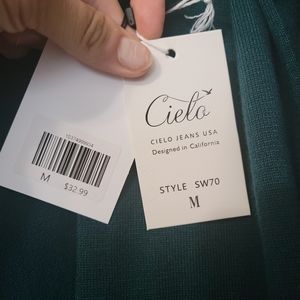 Cielo
CIELO JEANS USA
Designed in California
STYLE SW70
M
M
$32.99